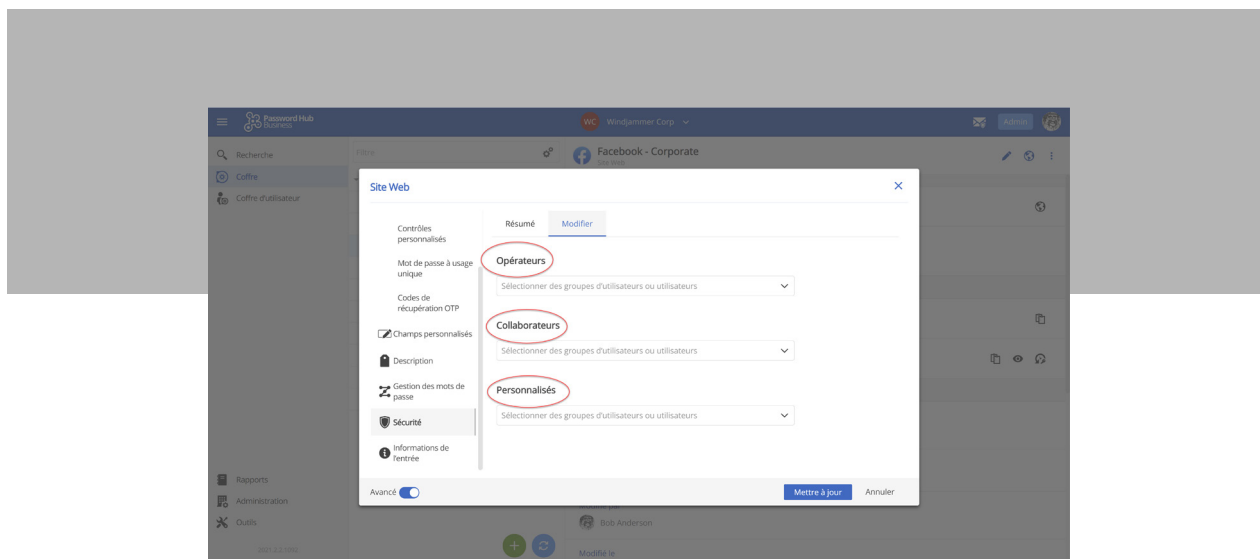 Password Hub
Business
WC Windjammer Corp
Admin
Recherche
Coffre
Coffre d'utilisateur
Filtre
Facebook - Corporate
Site Web
Site Web
Résumé
Modifier
Contrôles
personnalisés
Mot de passe à usage
unique
Codes de
récupération OTP
Champs personnalisés
Description
Gestion des mots de
passe
Sécurité
Informations de
l'entrée
Opérateurs
Sélectionner des groupes d'utilisateurs ou utilisateurs
Collaborateurs
Sélectionner des groupes d'utilisateurs ou utilisateurs
Personnalisés
Sélectionner des groupes d'utilisateurs ou utilisateurs
Avancé
Mettre à jour
Annuler
Rapports
Administration
Outils
Bob Anderson
Modifié le